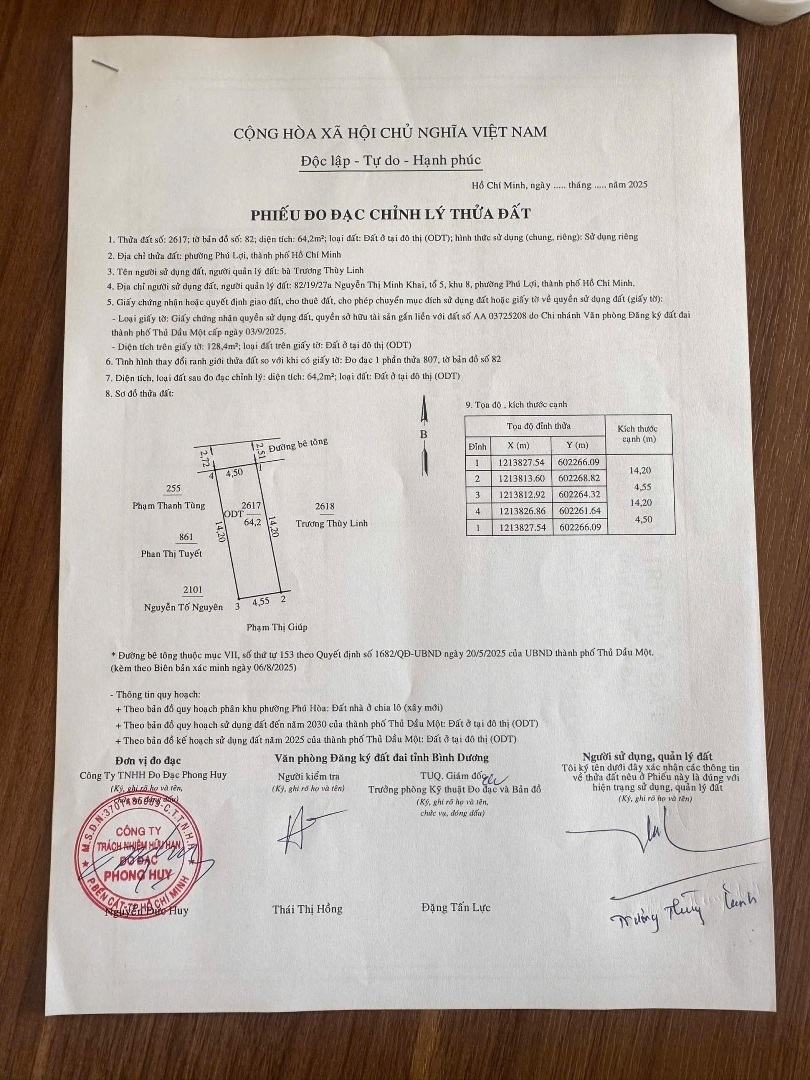 CỘNG HÒA XÃ HỘI CHỦ NGHĨA VIỆT NAM
Độc lập - Tự do - Hạnh phúc
Hồ Chí Minh, ngày ..... tháng ..... năm 2025
PHIẾU ĐO ĐẠC CHỈNH LÝ THỬA ĐẤT
1. Thửa đất số: 2617; tờ bản đồ số: 82; diện tích: 64,2m²; loại đất: Đất ở tại đô thị (ODT); hình thức sử dụng (chung, riêng): Sử dụng riêng
2. Địa chỉ thửa đất: phường Phú Lợi, thành phố Hồ Chí Minh
3. Tên người sử dụng đất, người quản lý đất: bà Trương Thùy Linh
4. Địa chỉ người sử dụng đất, người quản lý đất: 82/19/27a Nguyễn Thị Minh Khai, tổ 5, khu 8, phường Phú Lợi, thành phố Hồ Chí Minh.
5. Giấy chứng nhận hoặc quyết định giao đất, cho thuê đất, cho phép chuyển mục đích sử dụng đất hoặc giấy tờ về quyền sử dụng đất (giấy tờ):
- Loại giấy tờ: Giấy chứng nhận quyền sử dụng đất, quyền sở hữu tài sản gắn liền với đất số AA 03725208 do Chi nhánh Văn phòng Đăng ký đất đai
thành phố Thủ Dầu Một cấp ngày 03/9/2025.
- Diện tích trên giấy tờ: 128,4m²; loại đất trên giấy tờ: Đất ở tại đô thị (ODT)
6. Tình hình thay đổi ranh giới thửa đất so với khi có giấy tờ: Đo đạc 1 phần thửa 807, tờ bản đồ số 82
7. Diện tích, loại đất sau đo đạc chỉnh lý: diện tích: 64,2m²; loại đất: Đất ở tại đô thị (ODT)
8. Sơ đồ thửa đất:
9. Tọa độ , kích thước cạnh
B
Tọa độ đỉnh thửa
Kích thước
cạnh (m)
Đỉnh X (m) Y (m)
1 1213827.54 602266.09
14,20
2 1213813.60 602268.82
4,55
3 1213812.92 602264.32
14,20
4 1213826.86 602261.64
4,50
1 1213827.54 602266.09
2,72
2,51
Đường bê tông
4
4,50
1
255
Phạm Thanh Tùng
ODT 2617
64,2
14,20
14,20
2618
Trương Thùy Linh
861
Phan Thị Tuyết
2101
Nguyễn Tố Nguyên
3
4,55
2
Phạm Thị Giúp
* Đường bê tông thuộc mục VII, số thứ tự 153 theo Quyết định số 1682/QĐ-UBND ngày 20/5/2025 của UBND thành phố Thủ Dầu Một.
(kèm theo Biên bản xác minh ngày 06/8/2025)
- Thông tin quy hoạch:
+ Theo bản đồ quy hoạch phân khu phường Phú Hòa: Đất nhà ở chia lô (xây mới)
+ Theo bản đồ quy hoạch sử dụng đất đến năm 2030 của thành phố Thủ Dầu Một: Đất ở tại đô thị (ODT)
+ Theo bản đồ kế hoạch sử dụng đất năm 2025 của thành phố Thủ Dầu Một: Đất ở tại đô thị (ODT)
Đơn vị đo đạc
Công Ty TNHH Đo Đạc Phong Huy
(Ký, ghi rõ họ và tên,
CÔNG TY
TRÁCH NHIỆM HỮU HẠN
ĐO ĐẠC
PHONG HUY
P.BẾN CÁT-TP.HỒ CHÍ MINH
Nguyễn Đức Huy
Văn phòng Đăng ký đất đai tỉnh Bình Dương
Người kiểm tra
(Ký, ghi rõ họ và tên)
Thái Thị Hồng
TUQ. Giám đốc
Trưởng phòng Kỹ thuật Đo đạc và Bản đồ
(Ký, ghi rõ họ và tên,
chức vụ, đóng dấu)
Đặng Tấn Lực
Người sử dụng, quản lý đất
Tôi ký tên dưới đây xác nhận các thông tin
về thửa đất nêu ở Phiếu này là đúng với
hiện trạng sử dụng, quản lý đất
(Ký, ghi rõ họ và tên)
Trương Thùy Linh